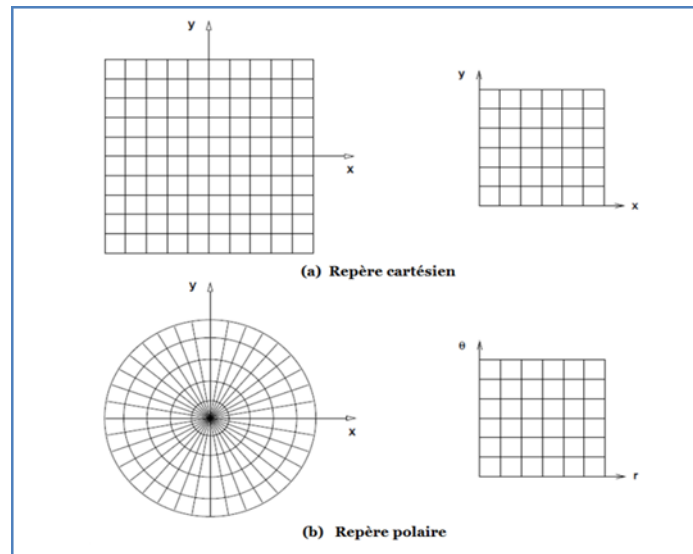 y
x
y
x
(a) Repère cartésien
y
x
θ
r
(b) Repère polaire